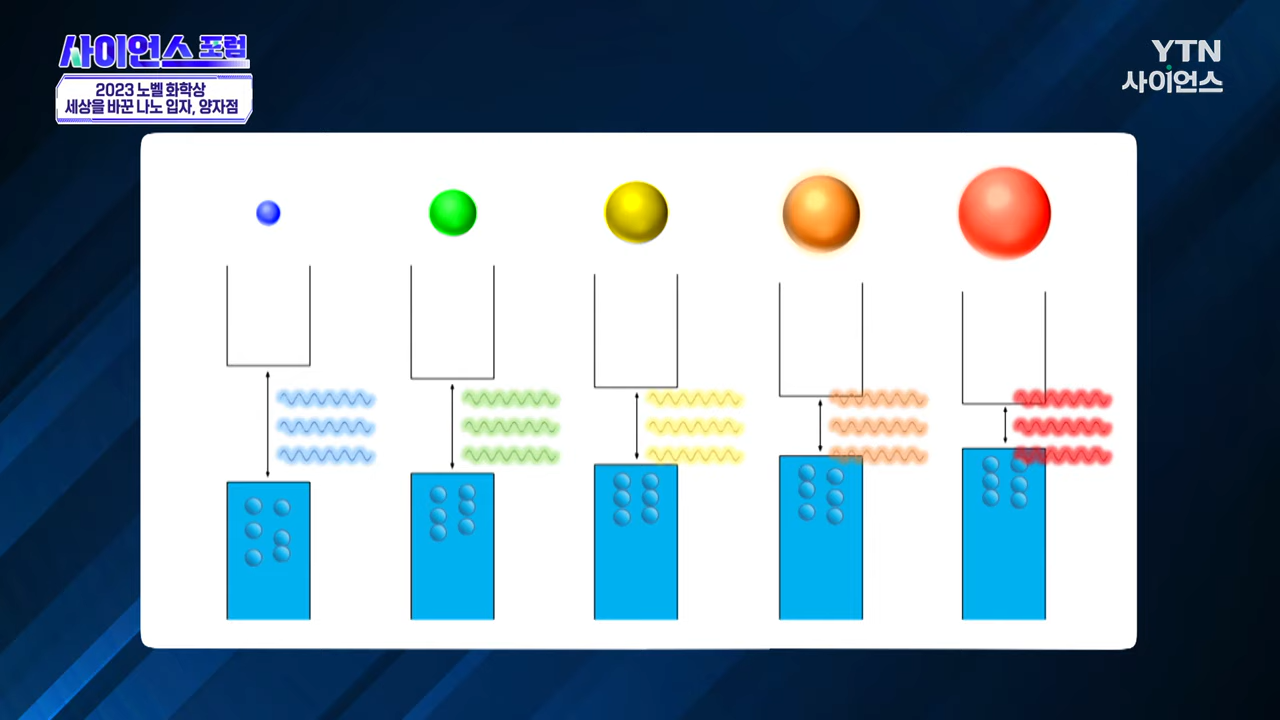 사이언스 포럼
2023 노벨 화학상
세상을 바꾼 나노 입자, 양자점
YTN
사이언스